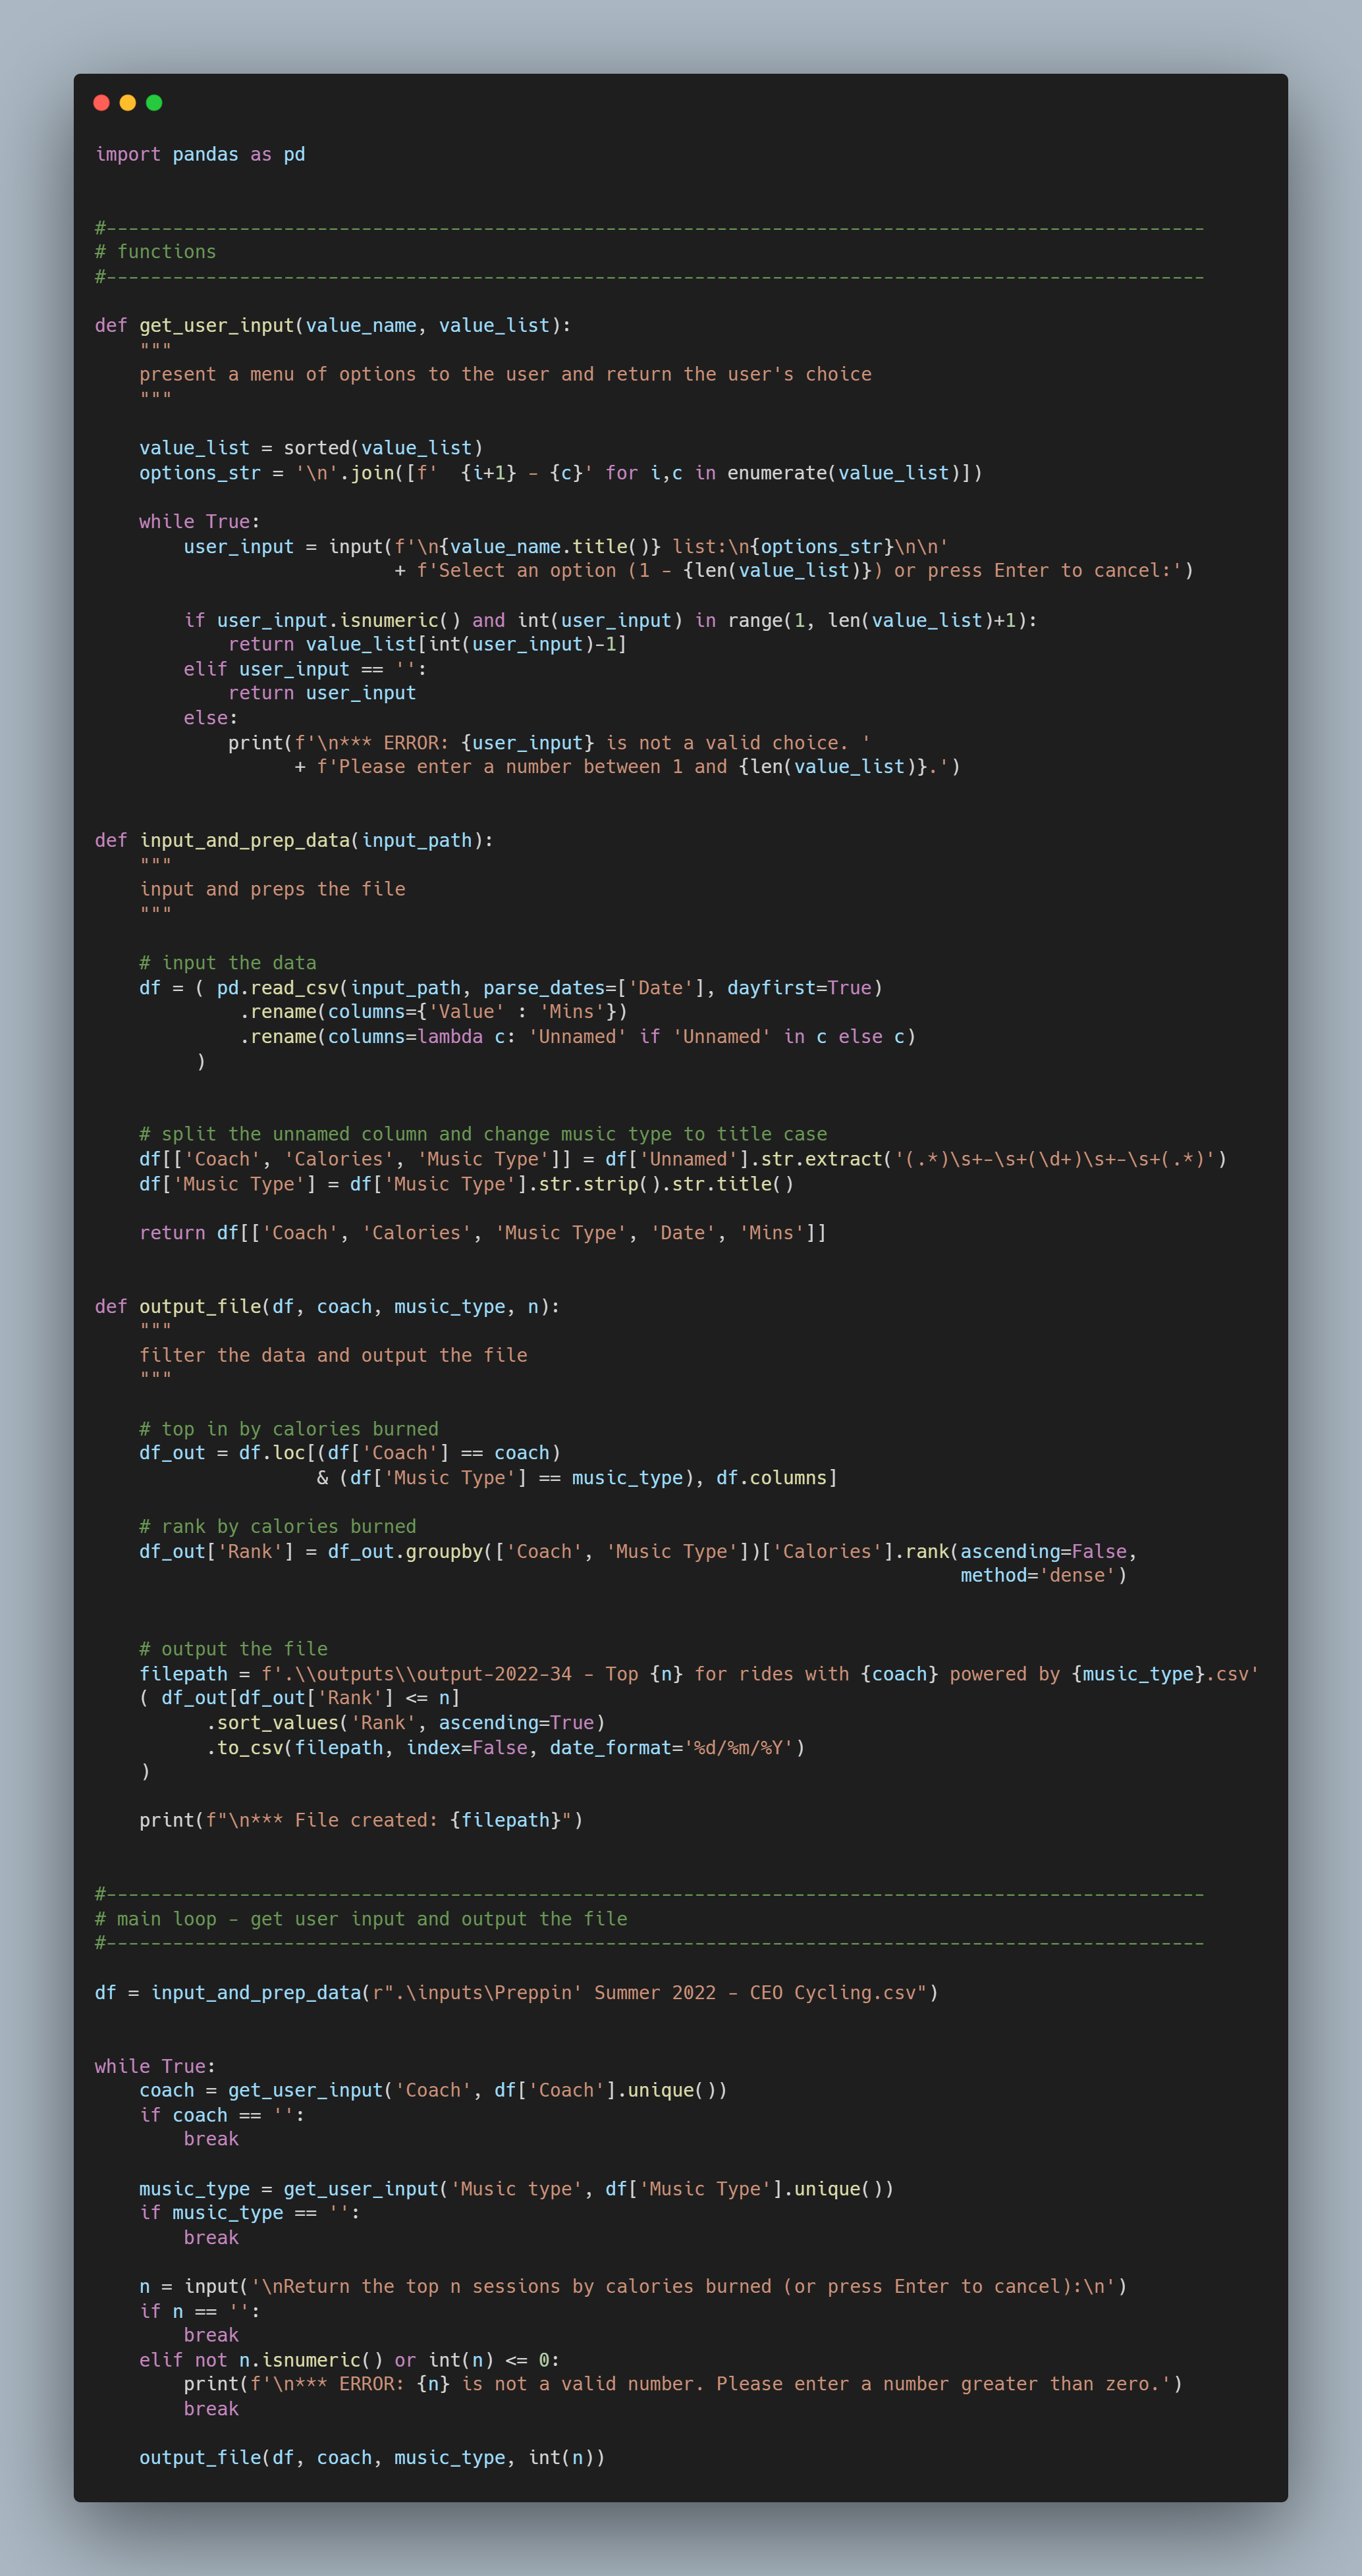 import pandas as pd
#---------------------------------------------------------------------------------------------------
# functions
#---------------------------------------------------------------------------------------------------
def get_user_input(value_name, value_list):
    """
    present a menu of options to the user and return the user's choice
    """
    value_list = sorted(value_list)
    options_str = '\n'.join([f'  {i+1} - {c}' for i,c in enumerate(value_list)])
    while True:
        user_input = input(f'\n{value_name.title()} list:\n{options_str}\n\n'
                           + f'Select an option (1 - {len(value_list)}) or press Enter to cancel:')
        if user_input.isnumeric() and int(user_input) in range(1, len(value_list)+1):
            return value_list[int(user_input)-1]
        elif user_input == '':
            return user_input
        else:
            print(f'\n*** ERROR: {user_input} is not a valid choice. '
                  + f'Please enter a number between 1 and {len(value_list)}.')
def input_and_prep_data(input_path):
    """
    input and preps the file
    """
    # input the data
    df = ( pd.read_csv(input_path, parse_dates=['Date'], dayfirst=True)
             .rename(columns={'Value' : 'Mins'})
             .rename(columns=lambda c: 'Unnamed' if 'Unnamed' in c else c)
         )
    # split the unnamed column and change music type to title case
    df[['Coach', 'Calories', 'Music Type']] = df['Unnamed'].str.extract('(.*)\s+-\s+(\d+)\s+-\s+(.*)')
    df['Music Type'] = df['Music Type'].str.strip().str.title()
    return df[['Coach', 'Calories', 'Music Type', 'Date', 'Mins']]
def output_file(df, coach, music_type, n):
    """
    filter the data and output the file
    """
    # top in by calories burned
    df_out = df.loc[(df['Coach'] == coach)
                    & (df['Music Type'] == music_type), df.columns]
    # rank by calories burned
    df_out['Rank'] = df_out.groupby(['Coach', 'Music Type'])['Calories'].rank(ascending=False,
                                                                              method='dense')
    # output the file
    filepath = f'.\\outputs\\output-2022-34 - Top {n} for rides with {coach} powered by {music_type}.csv'
    ( df_out[df_out['Rank'] <= n]
          .sort_values('Rank', ascending=True)
          .to_csv(filepath, index=False, date_format='%d/%m/%Y')
    )
    print(f"\n*** File created: {filepath}")
#---------------------------------------------------------------------------------------------------
# main loop - get user input and output the file
#---------------------------------------------------------------------------------------------------
df = input_and_prep_data(r".\inputs\Preppin' Summer 2022 - CEO Cycling.csv")
while True:
    coach = get_user_input('Coach', df['Coach'].unique())
    if coach == '':
        break
    music_type = get_user_input('Music type', df['Music Type'].unique())
    if music_type == '':
        break
    n = input('\nReturn the top n sessions by calories burned (or press Enter to cancel):\n')
    if n == '':
        break
    elif not n.isnumeric() or int(n) <= 0:
        print(f'\n*** ERROR: {n} is not a valid number. Please enter a number greater than zero.')
        break
    output_file(df, coach, music_type, int(n))